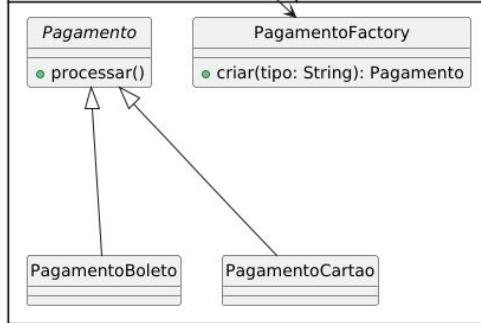 Pagamento
processar()
PagamentoFactory
criar(tipo: String): Pagamento
PagamentoBoleto
PagamentoCartao